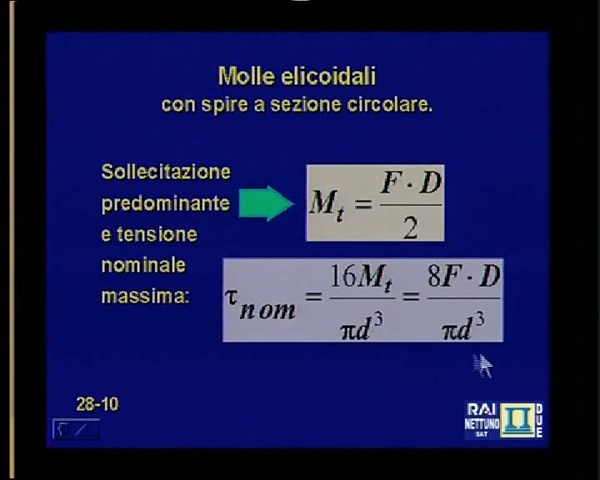 Molle elicoidali
con spire a sezione circolare.
Sollecitazione
predominante
e tensione
nominale
massima:
M_t = F · D / 2
τ_nom = 16M_t / πd³ = 8F · D / πd³
28-10
RAI
NETTUNO
SAT
DUE